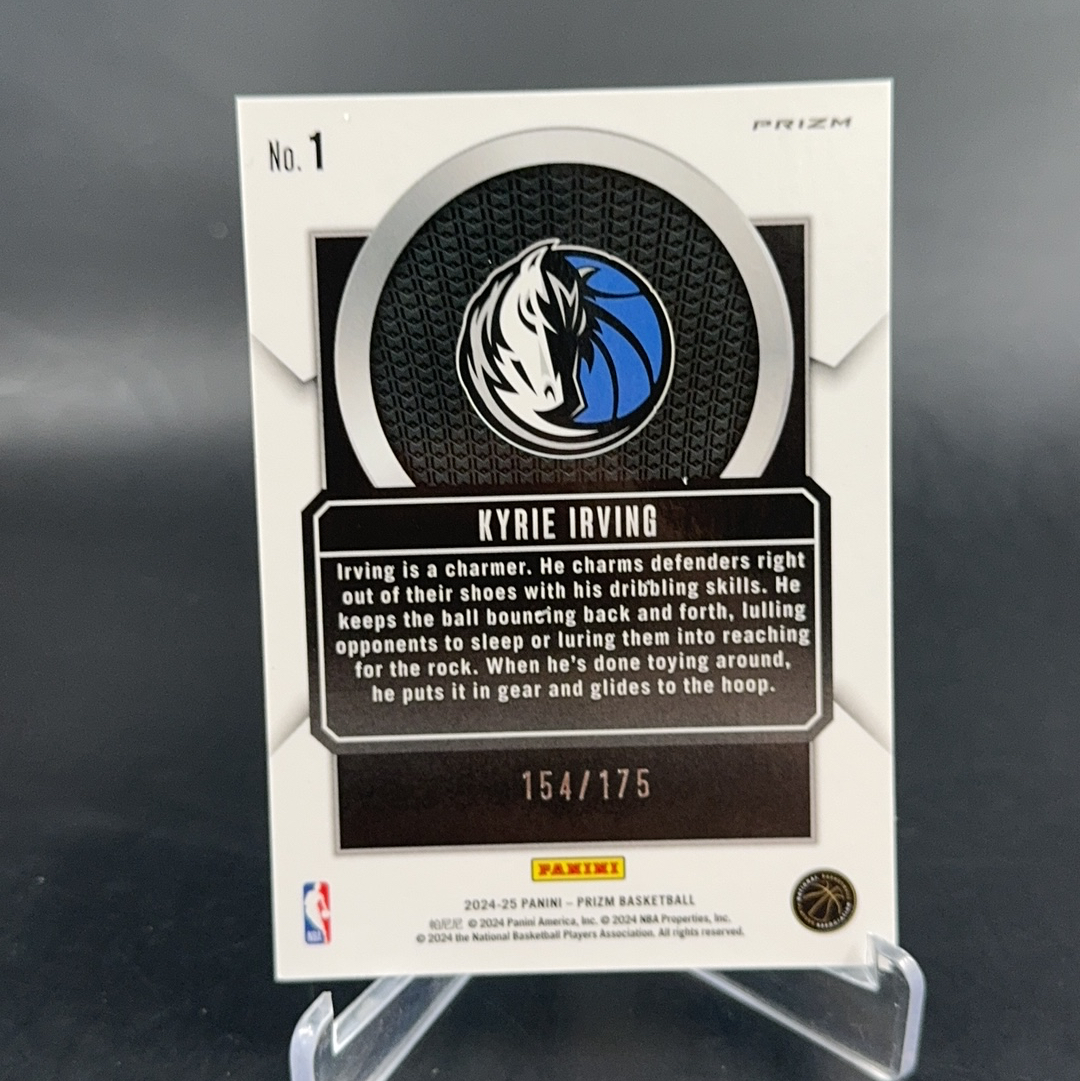 No. 1
PRIZM
KYRIE IRVING
Irving is a charmer. He charms defenders right
out of their shoes with his dribbling skills. He
keeps the ball bouncing back and forth, lulling
opponents to sleep or luring them into reaching
for the rock. When he's done toying around,
he puts it in gear and glides to the hoop.
154/175
PANINI
2024-25 PANINI – PRIZM BASKETBALL
© 2024 Panini America, Inc. © 2024 NBA Properties, Inc.
© 2024 the National Basketball Players Association. All rights reserved.
NBA